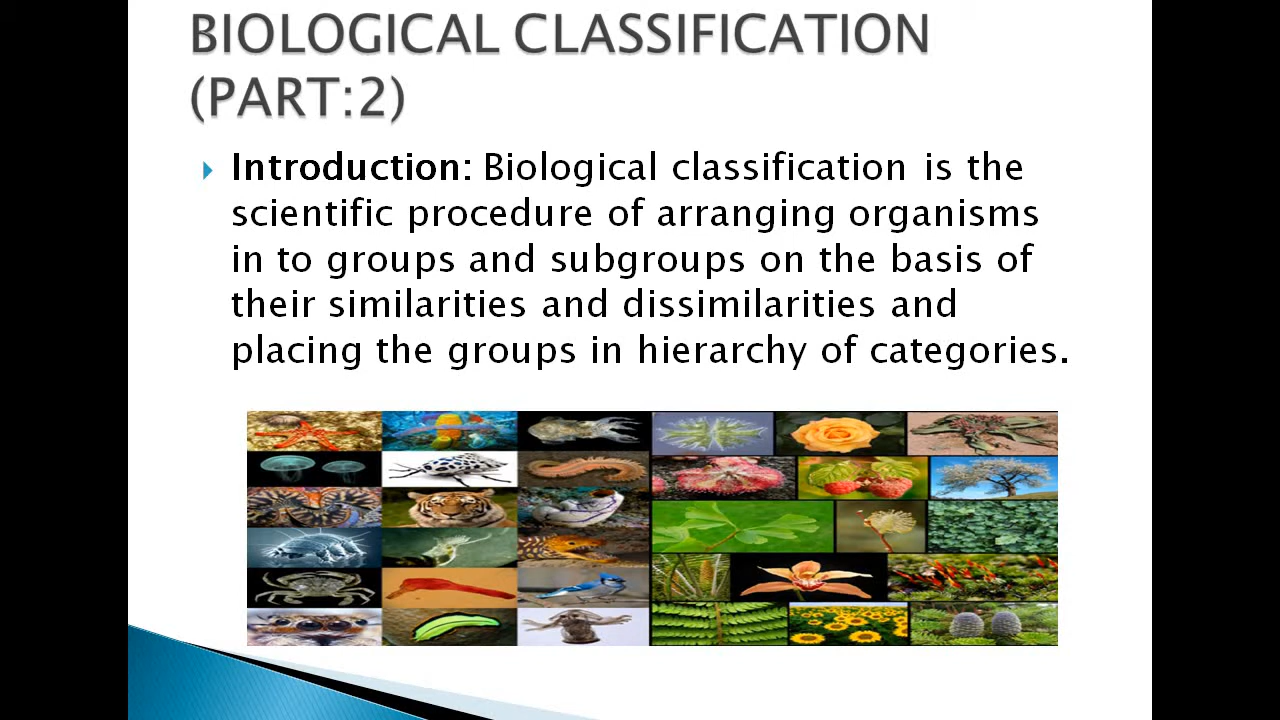 BIOLOGICAL CLASSIFICATION
(PART:2)
Introduction: Biological classification is the
scientific procedure of arranging organisms
in to groups and subgroups on the basis of
their similarities and dissimilarities and
placing the groups in hierarchy of categories.